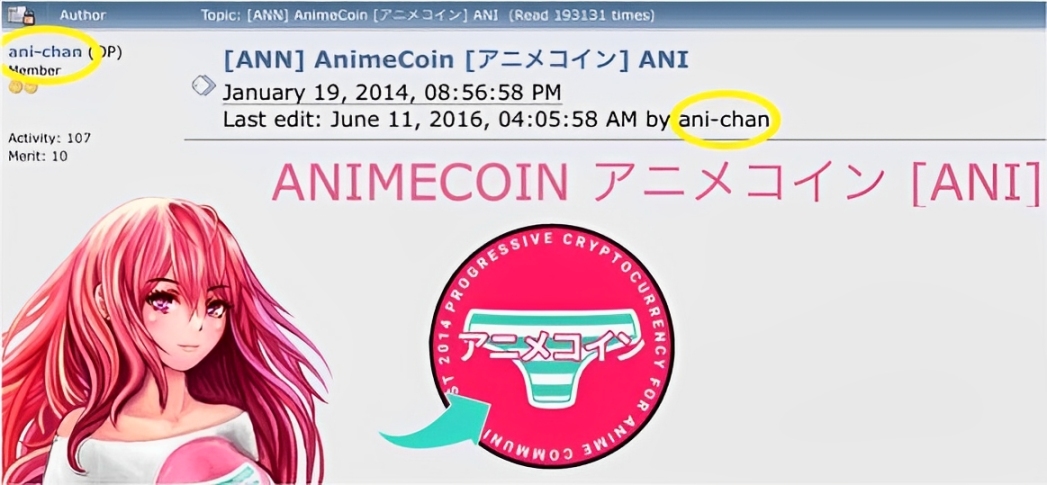 Author
Topic: [ANN] AnimeCoin [アニメコイン] ANI (Read 193131 times)
ani-chan (OP)
Member
Activity: 107
Merit: 10
[ANN] AnimeCoin [アニメコイン] ANI
January 19, 2014, 08:56:58 PM
Last edit: June 11, 2016, 04:05:58 AM by ani-chan
ANIMECOIN アニメコイン [ANI]
ST 2014 PROGRESSIVE CRYPTOCURRENCY FOR ANIME COMMUNI
アニメコイン